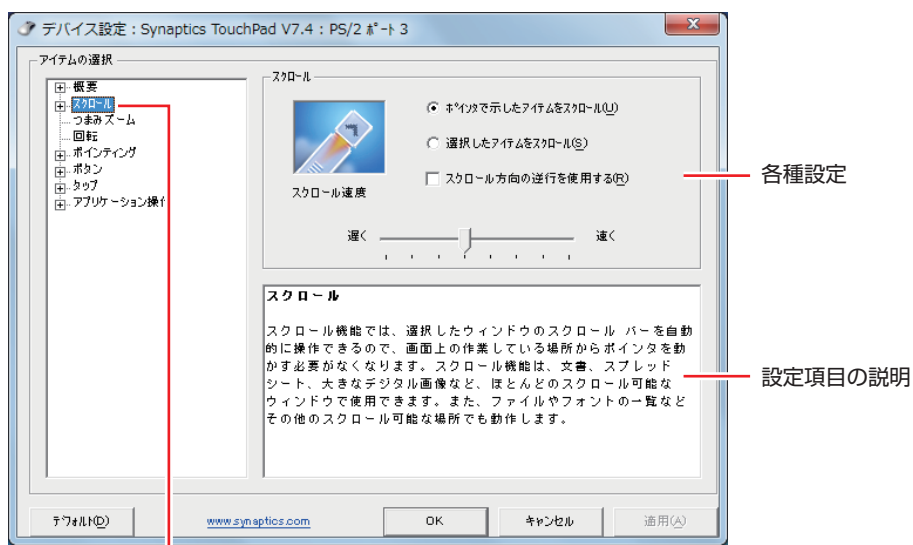 デバイス設定：Synaptics TouchPad V7.4：PS/2 ﾎﾟｰﾄ 3
アイテムの選択
概要
ｽｸﾛｰﾙ
つまみズーム
回転
ポインティング
ボタン
タップ
アプリケーション操作
ｽｸﾛｰﾙ
ﾎﾟｲﾝﾀで示したｱｲﾃﾑをｽｸﾛｰﾙ(U)
選択したｱｲﾃﾑをｽｸﾛｰﾙ(S)
スクロール方向の逆行を使用する(R)
スクロール速度
遅く
速く
各種設定
スクロール
スクロール機能では、選択したウィンドウのスクロール バーを自動
的に操作できるので、画面上の作業している場所からポインタを動
かす必要がなくなります。スクロール機能は、文書、スプレッド
シート、大きなデジタル画像など、ほとんどのスクロール可能な
ウィンドウで使用できます。また、ファイルやフォントの一覧など
その他のスクロール可能な場所でも動作します。
設定項目の説明
ﾃﾞﾌｫﾙﾄ(D)
www.synaptics.com
OK
キャンセル
適用(A)